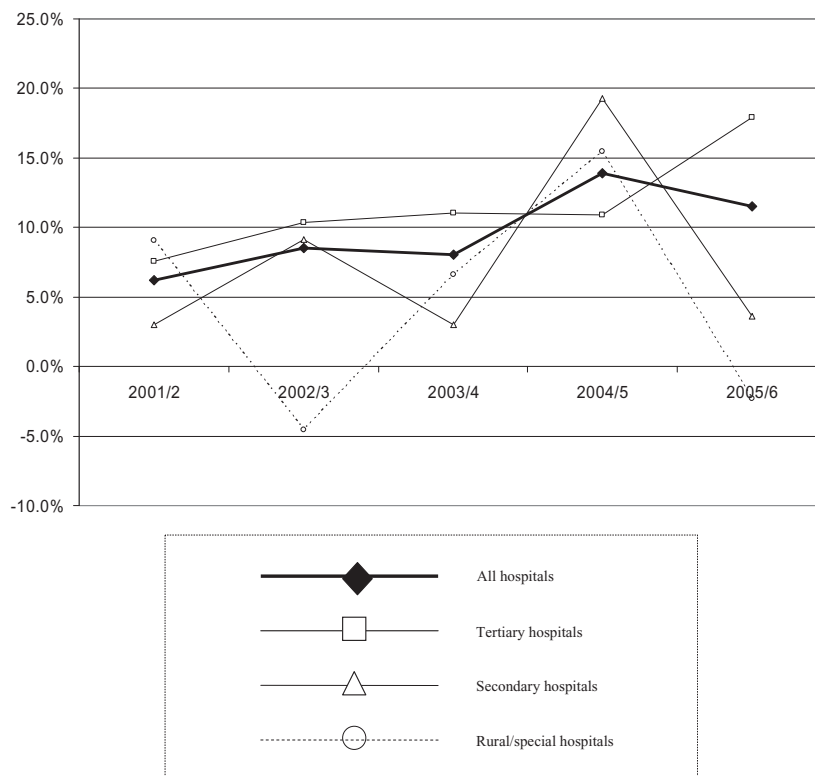 25.0%
20.0%
15.0%
10.0%
5.0%
0.0%
2001/2 2002/3 2003/4 2004/5 2005/6
-5.0%
-10.0%
All hospitals
Tertiary hospitals
Secondary hospitals
Rural/special hospitals